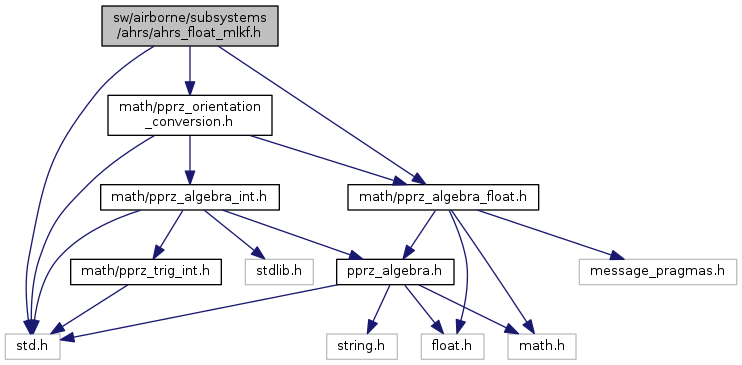 sw/airborne/subsystems
/ahrs/ahrs_float_mlkf.h
math/pprz_orientation
_conversion.h
math/pprz_algebra_int.h
math/pprz_algebra_float.h
math/pprz_trig_int.h
stdlib.h
pprz_algebra.h
message_pragmas.h
std.h
string.h
float.h
math.h